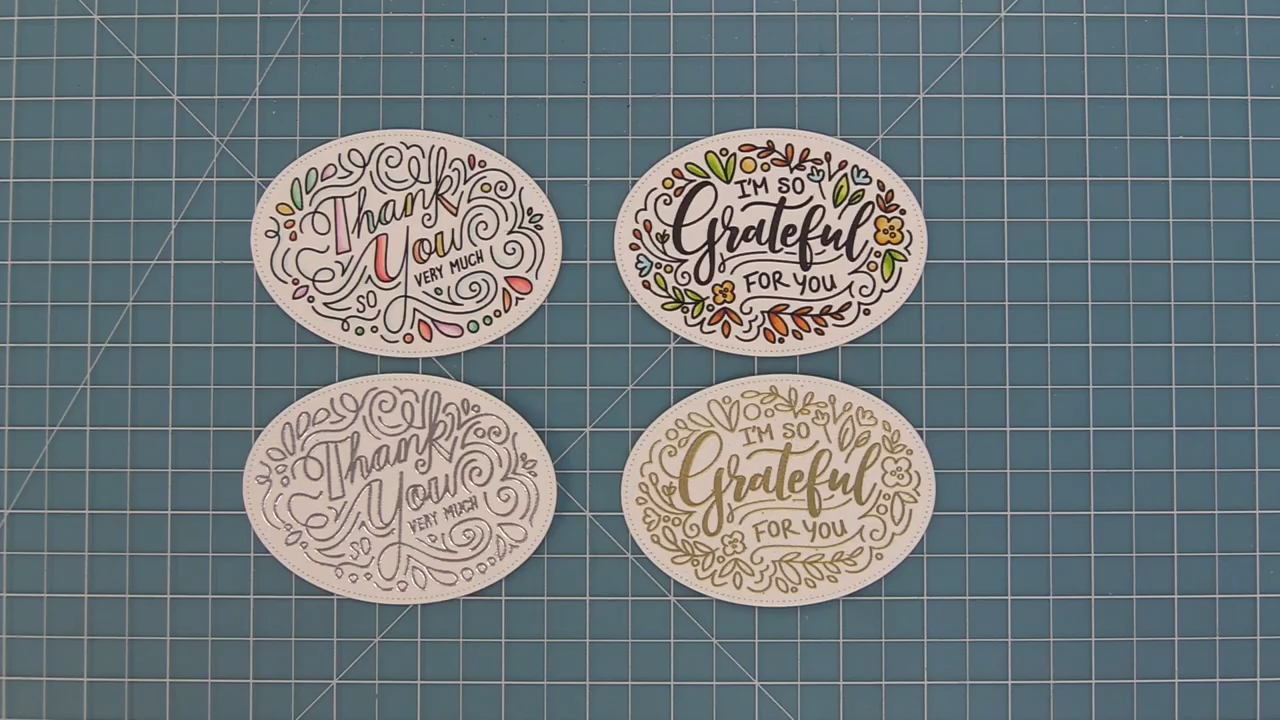 Thank
You
SO VERY MUCH
I'M SO
Grateful
FOR YOU
Thank
You
SO VERY MUCH
I'M SO
Grateful
FOR YOU